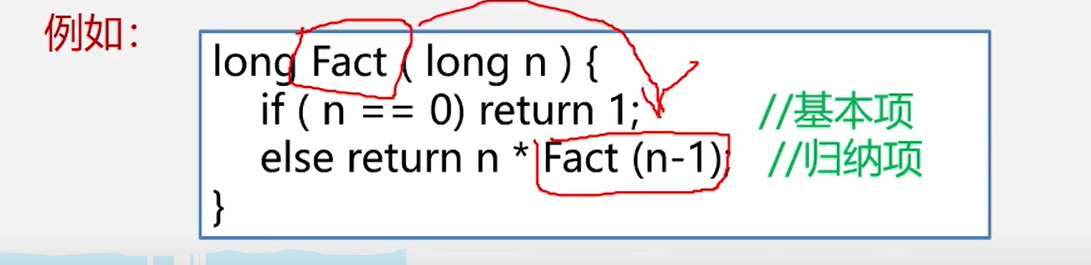 例如：
long Fact ( long n ) {
if ( n == 0) return 1; //基本项
else return n * Fact (n-1); //归纳项
}